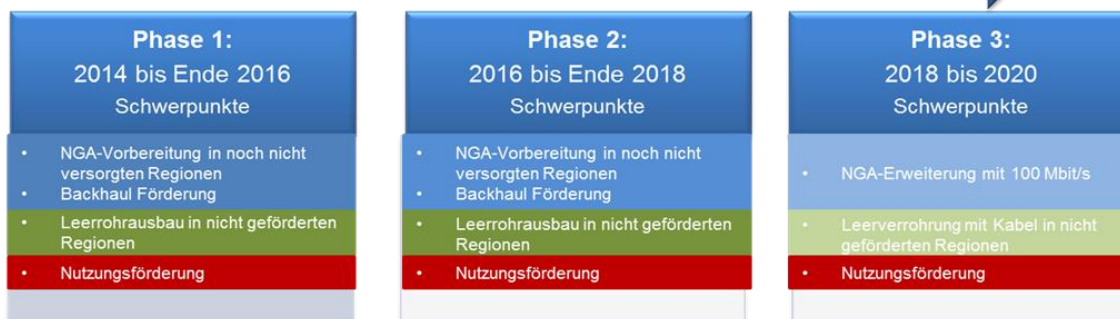 Phase 1:
2014 bis Ende 2016
Schwerpunkte
• NGA-Vorbereitung in noch nicht
versorgten Regionen
• Backhaul Förderung
• Leerrohrausbau in nicht geförderten
Regionen
• Nutzungsförderung
Phase 2:
2016 bis Ende 2018
Schwerpunkte
• NGA-Vorbereitung in noch nicht
versorgten Regionen
• Backhaul Förderung
• Leerrohrausbau in nicht geförderten
Regionen
• Nutzungsförderung
Phase 3:
2018 bis 2020
Schwerpunkte
• NGA-Erweiterung mit 100 Mbit/s
• Leerverrohrung mit Kabel in nicht
geförderten Regionen
• Nutzungsförderung